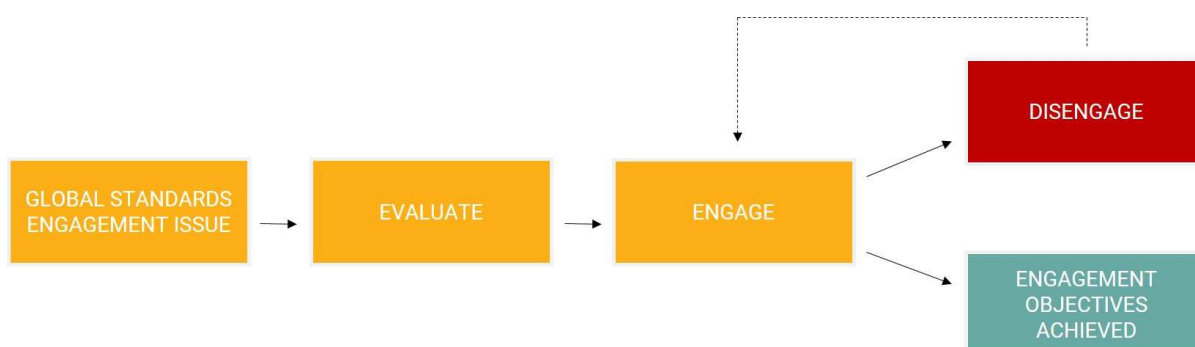 GLOBAL STANDARDS
ENGAGEMENT ISSUE
EVALUATE
ENGAGE
DISENGAGE
ENGAGEMENT
OBJECTIVES
ACHIEVED